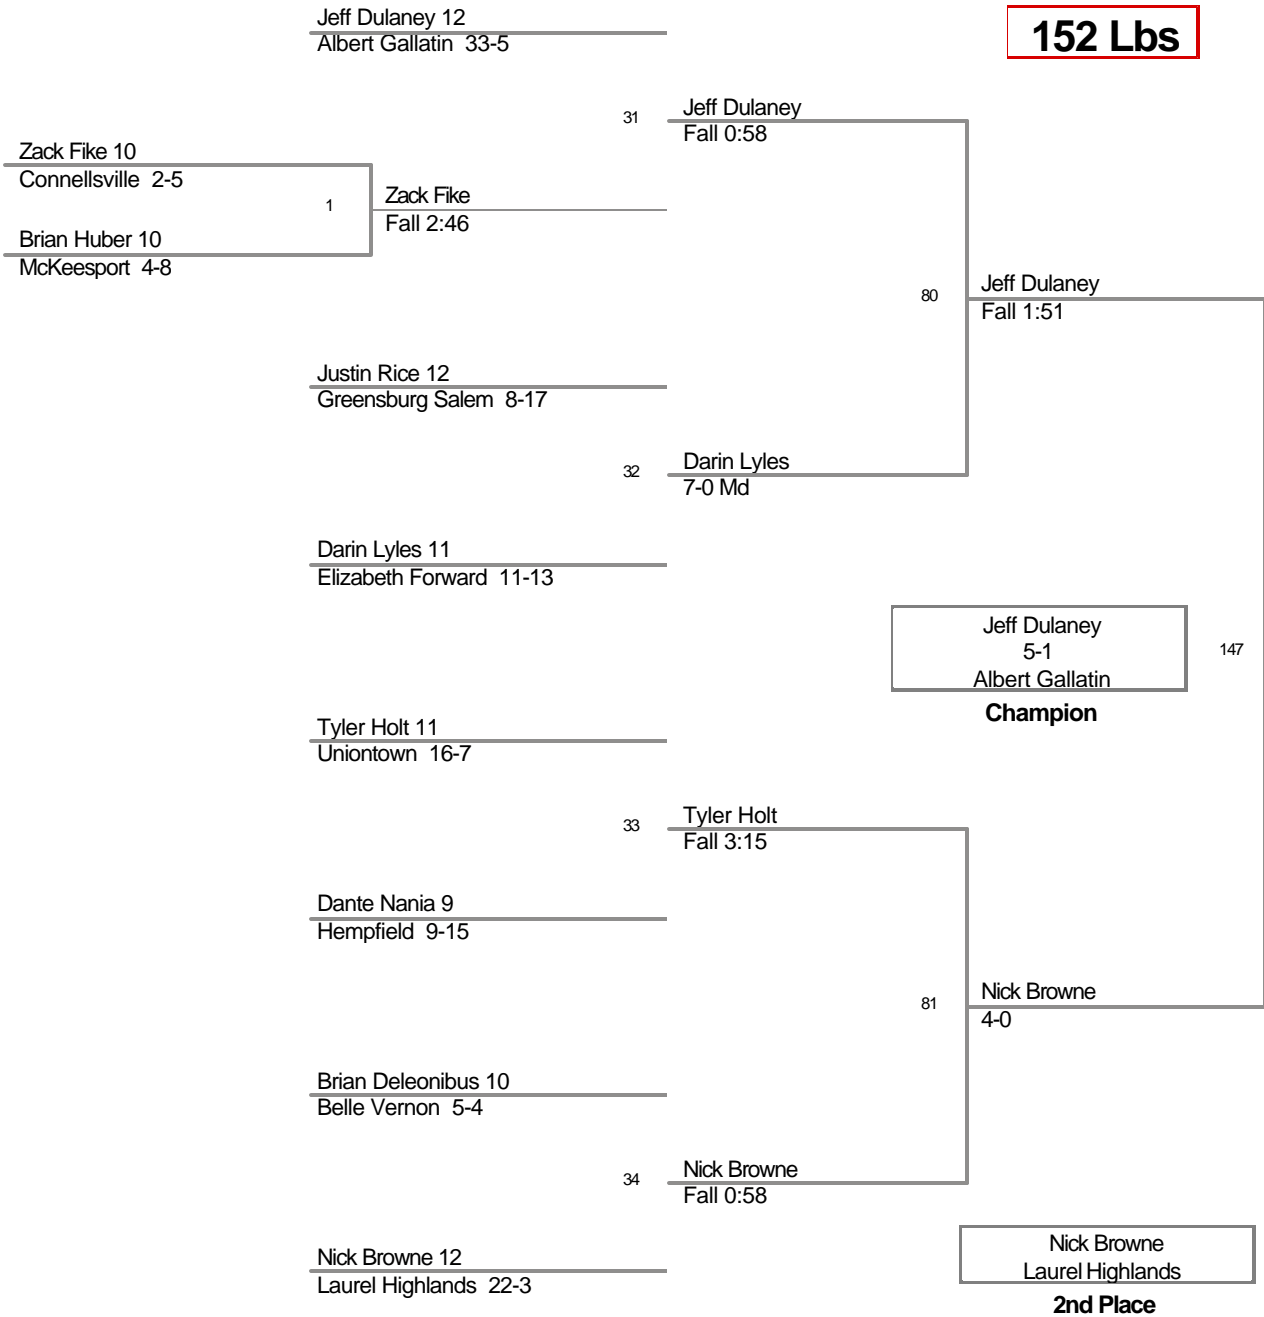 Jeff Dulaney 12
Albert Gallatin 33-5
152 Lbs
31
Jeff Dulaney
Fall 0:58
Zack Fike 10
Connellsville 2-5
1
Zack Fike
Fall 2:46
Brian Huber 10
McKeesport 4-8
80
Jeff Dulaney
Fall 1:51
Justin Rice 12
Greensburg Salem 8-17
32
Darin Lyles
7-0 Md
Darin Lyles 11
Elizabeth Forward 11-13
Jeff Dulaney
5-1
Albert Gallatin
147
Champion
Tyler Holt 11
Uniontown 16-7
33
Tyler Holt
Fall 3:15
Dante Nania 9
Hempfield 9-15
81
Nick Browne
4-0
Brian Deleonibus 10
Belle Vernon 5-4
34
Nick Browne
Fall 0:58
Nick Browne 12
Laurel Highlands 22-3
Nick Browne
Laurel Highlands
2nd Place